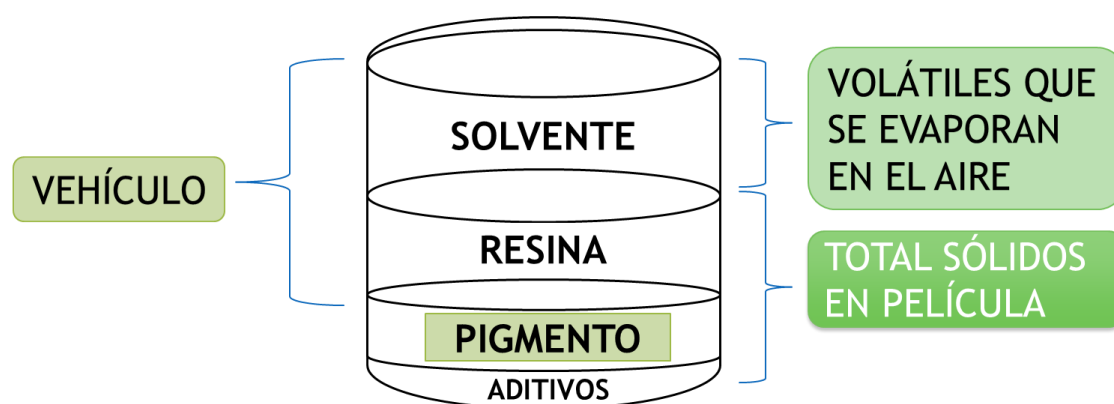 VEHÍCULO
SOLVENTE
RESINA
PIGMENTO
ADITIVOS
VOLÁTILES QUE
SE EVAPORAN
EN EL AIRE
TOTAL SÓLIDOS
EN PELÍCULA